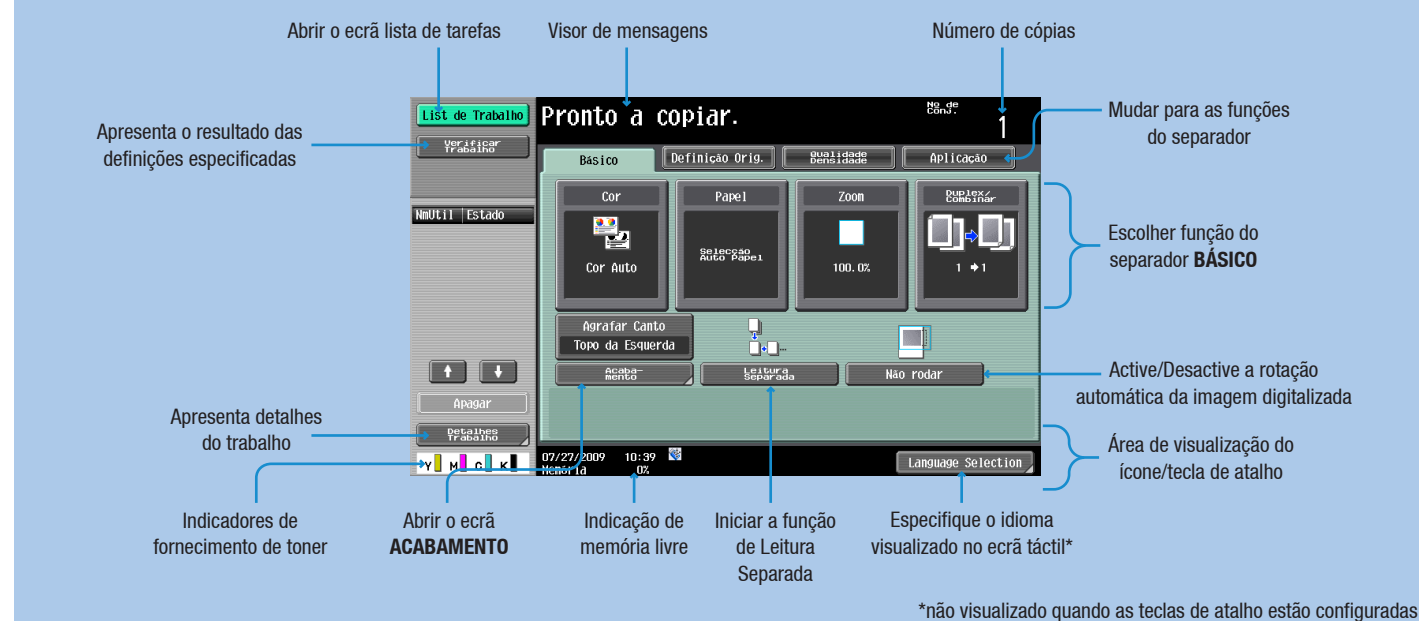 Abrir o ecrã lista de tarefas
Visor de mensagens
Número de cópias
Apresenta o resultado das
definições especificadas
List de Trabalho
Verificar
Trabalho
NmUtil Estado
Apagar
Detalhes
Trabalho
Y M C K
Pronto a copiar.
Nº de
Conj.
1
Básico
Definição Orig.
Qualidade
Densidade
Aplicação
Cor
Cor Auto
Papel
Selecção
Auto Papel
Zoom
100.0%
Duplex/
Combinar
1 → 1
Agrafar Canto
Topo da Esquerda
Acaba-
mento
Leitura
Separada
Não rodar
07/27/2009 10:39
Memória 0%
Language Selection
Mudar para as funções
do separador
Escolher função do
separador BÁSICO
Active/Desactive a rotação
automática da imagem digitalizada
Área de visualização do
ícone/tecla de atalho
Apresenta detalhes
do trabalho
Indicadores de
fornecimento de toner
Abrir o ecrã
ACABAMENTO
Indicação de
memória livre
Iniciar a função
de Leitura
Separada
Especifique o idioma
visualizado no ecrã táctil*
*não visualizado quando as teclas de atalho estão configuradas